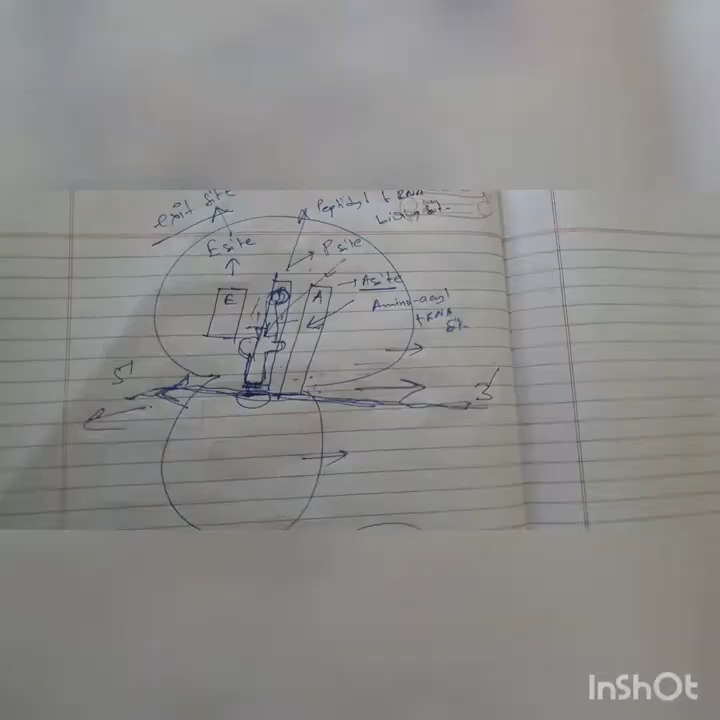 exit site
Peptidyl tRNA
E site
P site
→ A site
Amino-acyl
tRNA
E
A
5'
3'
InShOt